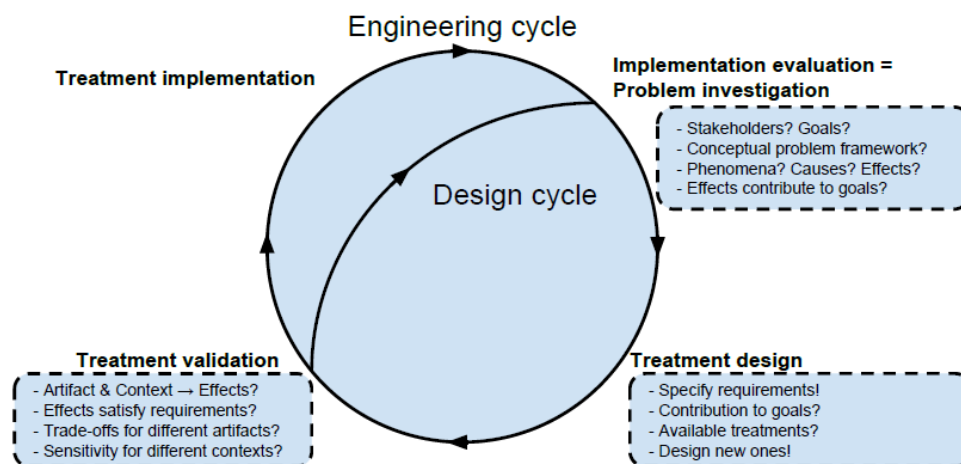 Engineering cycle
Treatment implementation
Implementation evaluation =
Problem investigation
- Stakeholders? Goals?
- Conceptual problem framework?
- Phenomena? Causes? Effects?
- Effects contribute to goals?
Design cycle
Treatment validation
- Artifact & Context → Effects?
- Effects satisfy requirements?
- Trade-offs for different artifacts?
- Sensitivity for different contexts?
Treatment design
- Specify requirements!
- Contribution to goals?
- Available treatments?
- Design new ones!